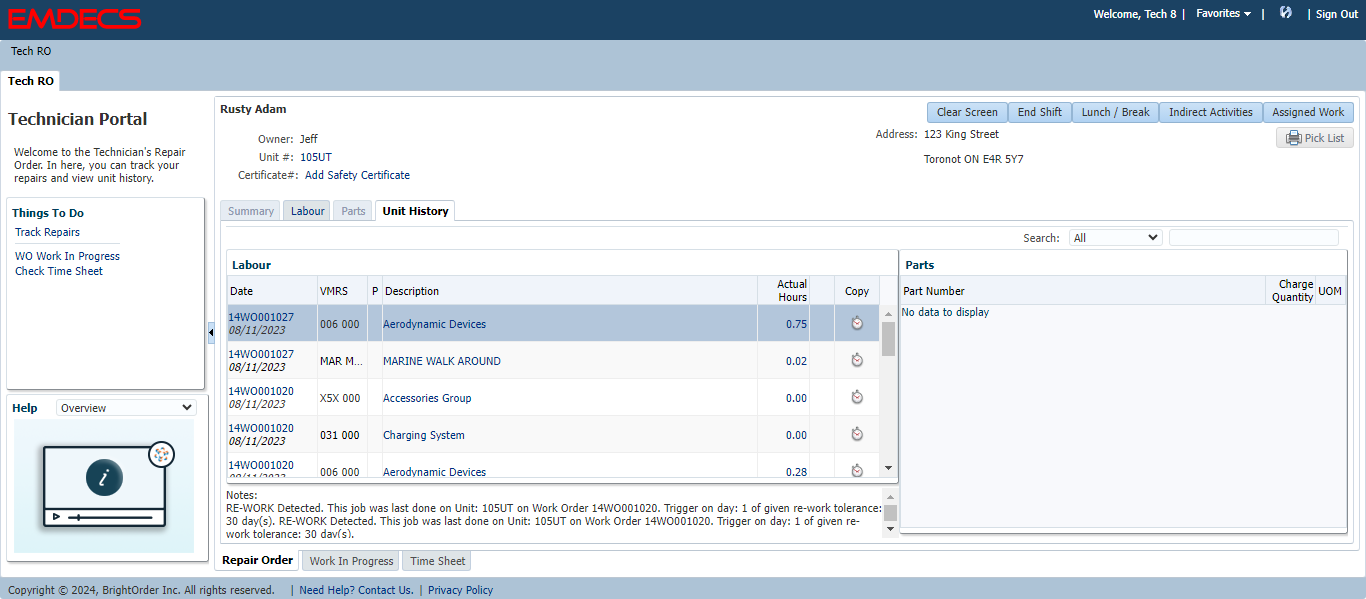 EMDECS
Welcome, Tech 8 | Favorites | | Sign Out
Tech RO
Tech RO
Technician Portal
Welcome to the Technician's Repair
Order. In here, you can track your
repairs and view unit history.
Things To Do
Track Repairs
WO Work In Progress
Check Time Sheet
Help Overview
i
Rusty Adam
Clear Screen End Shift Lunch / Break Indirect Activities Assigned Work
Owner: Jeff
Unit #: 105UT
Certificate#: Add Safety Certificate
Address: 123 King Street
Toronot ON E4R 5Y7
Pick List
Summary Labour Parts Unit History
Search: All
Labour
Date VMRS P Description Actual Hours Copy
14WO001027 08/11/2023 006 000 Aerodynamic Devices 0.75
14WO001027 08/11/2023 MAR M... MARINE WALK AROUND 0.02
14WO001020 08/11/2023 X5X 000 Accessories Group 0.00
14WO001020 08/11/2023 031 000 Charging System 0.00
14WO001020 08/11/2023 006 000 Aerodynamic Devices 0.28
Notes:
RE-WORK Detected. This job was last done on Unit: 105UT on Work Order 14WO001020. Trigger on day: 1 of given re-work tolerance:
30 day(s). RE-WORK Detected. This job was last done on Unit: 105UT on Work Order 14WO001020. Trigger on day: 1 of given re-
work tolerance: 30 day(s).
Parts
Part Number Charge Quantity UOM
No data to display
Repair Order Work In Progress Time Sheet
Copyright © 2024, BrightOrder Inc. All rights reserved. | Need Help? Contact Us. | Privacy Policy